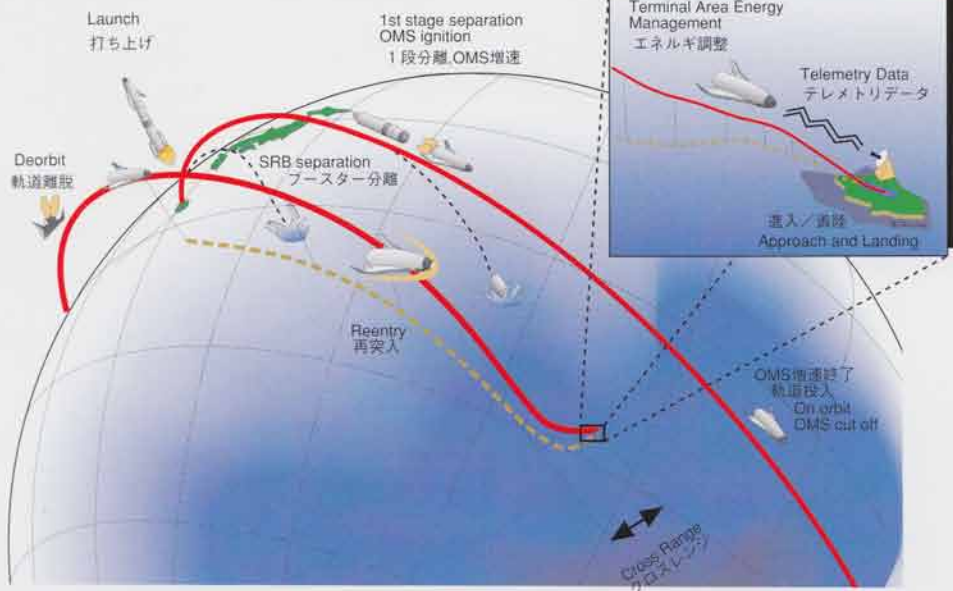 Launch
打ち上げ
1st stage separation
OMS ignition
1段分離,OMS増速
Terminal Area Energy
Management
エネルギ調整
Telemetry Data
テレメトリデータ
Deorbit
軌道離脱
SRB separation
ブースター分離
進入/着陸
Approach and Landing
Reentry
再突入
OMS増速終了
軌道投入
On orbit
OMS cut off
Cross Range
クロスレンジ